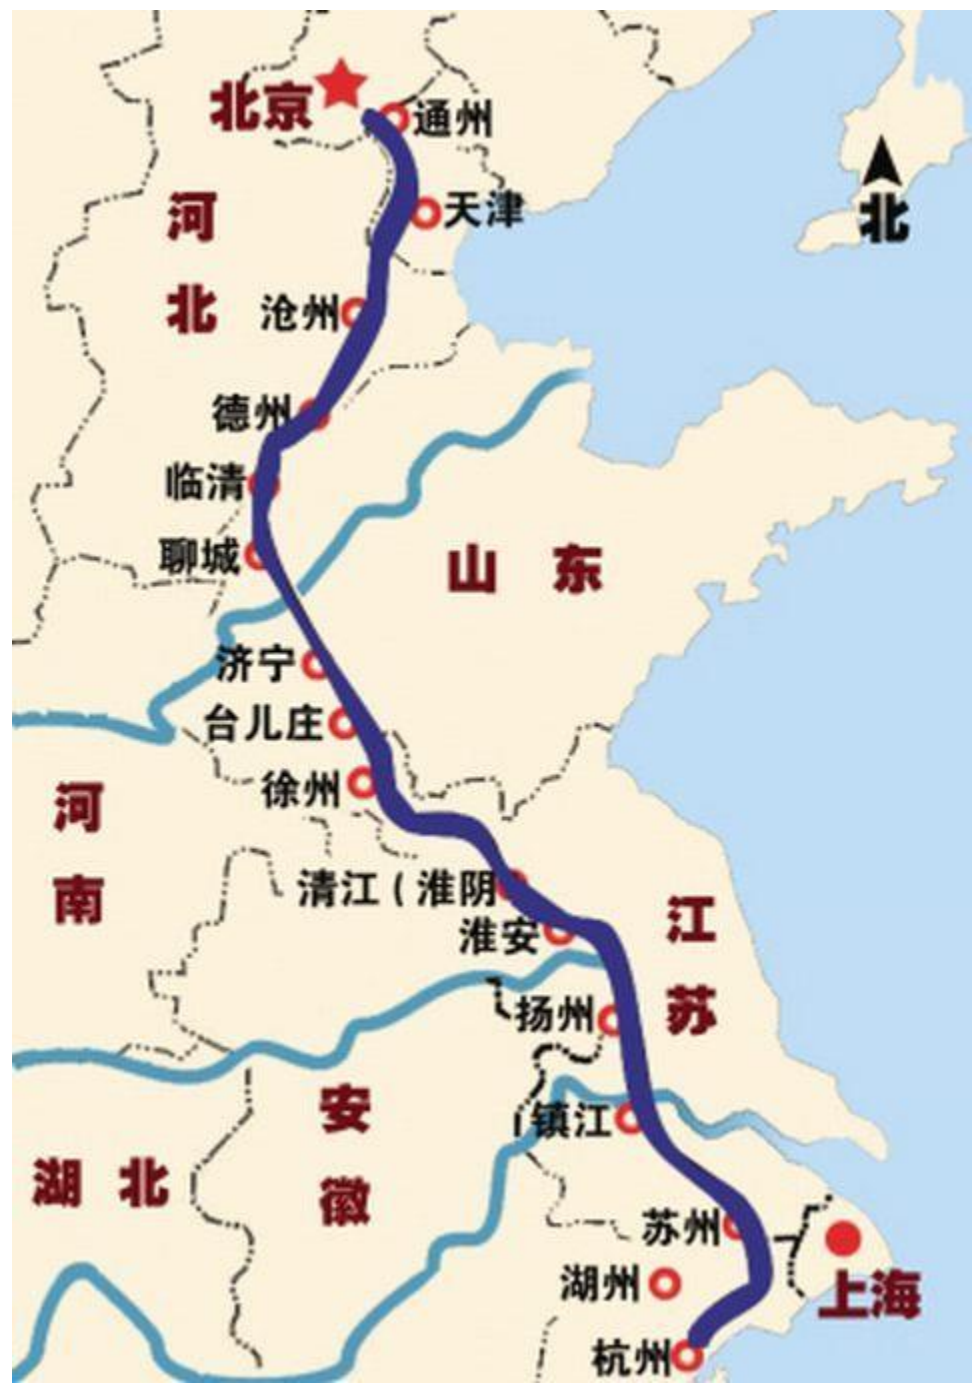 北京
通州
北
天津
河北
沧州
德州
临清
聊城
山东
济宁
台儿庄
徐州
河南
清江(淮阴
淮安
江苏
扬州
安徽
镇江
湖北
苏州
湖州
上海
杭州